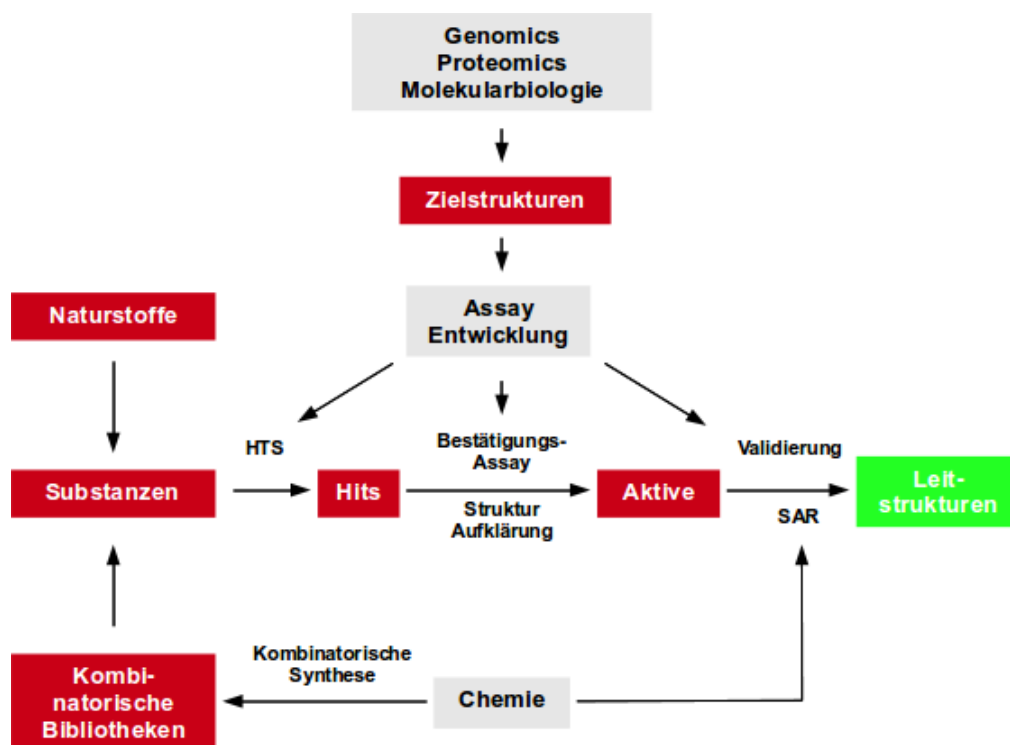 Genomics
Proteomics
Molekularbiologie
Zielstrukturen
Naturstoffe
Assay
Entwicklung
HTS
Bestätigungs-
Assay
Validierung
Substanzen
Hits
Aktive
Leit-
strukturen
Struktur
Aufklärung
SAR
Kombinatorische
Synthese
Kombi-
natorische
Bibliotheken
Chemie